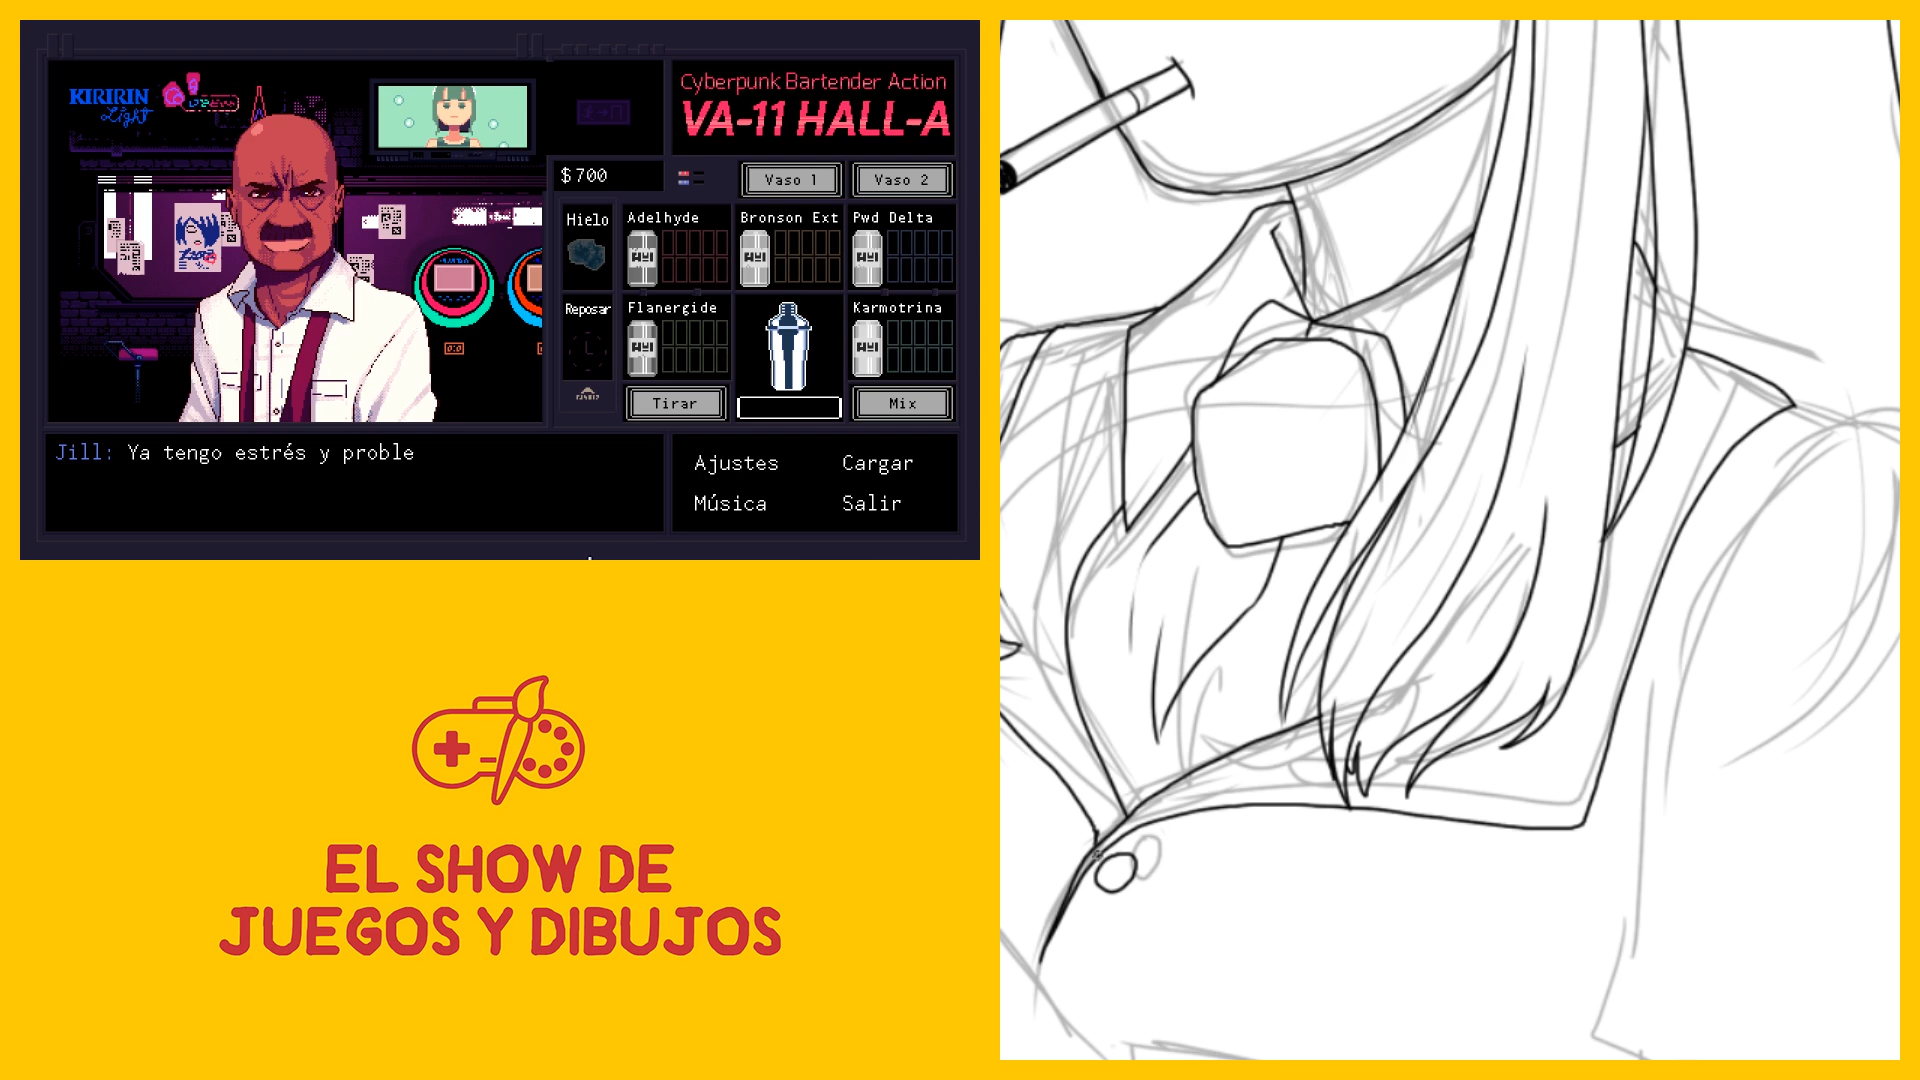 KIRIRIN
Light
Cyberpunk Bartender Action
VA-11 HALL-A
$700
Vaso 1
Vaso 2
Hielo
Adelhyde
Bronson Ext
Pwd Delta
Reposar
Flanergide
Karmotrina
Tirar
Mix
Jill: Ya tengo estrés y proble
Ajustes
Cargar
Música
Salir
EL SHOW DE
JUEGOS Y DIBUJOS